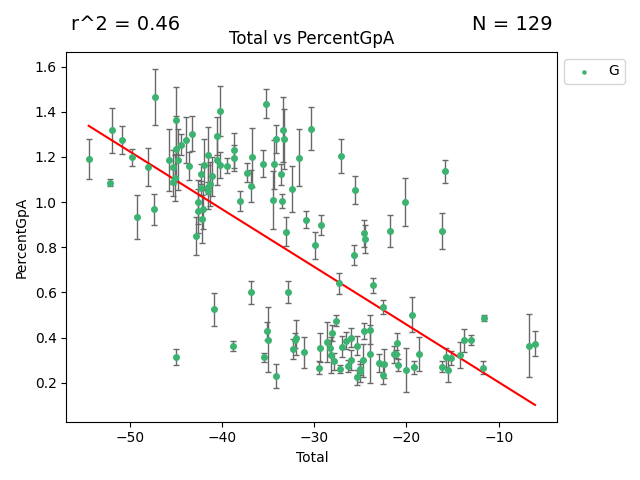 r^2 = 0.46 N = 129
Total vs PercentGpA
G
1.6
1.4
1.2
1.0
0.8
0.6
0.4
0.2
PercentGpA
−50 −40 −30 −20 −10
Total